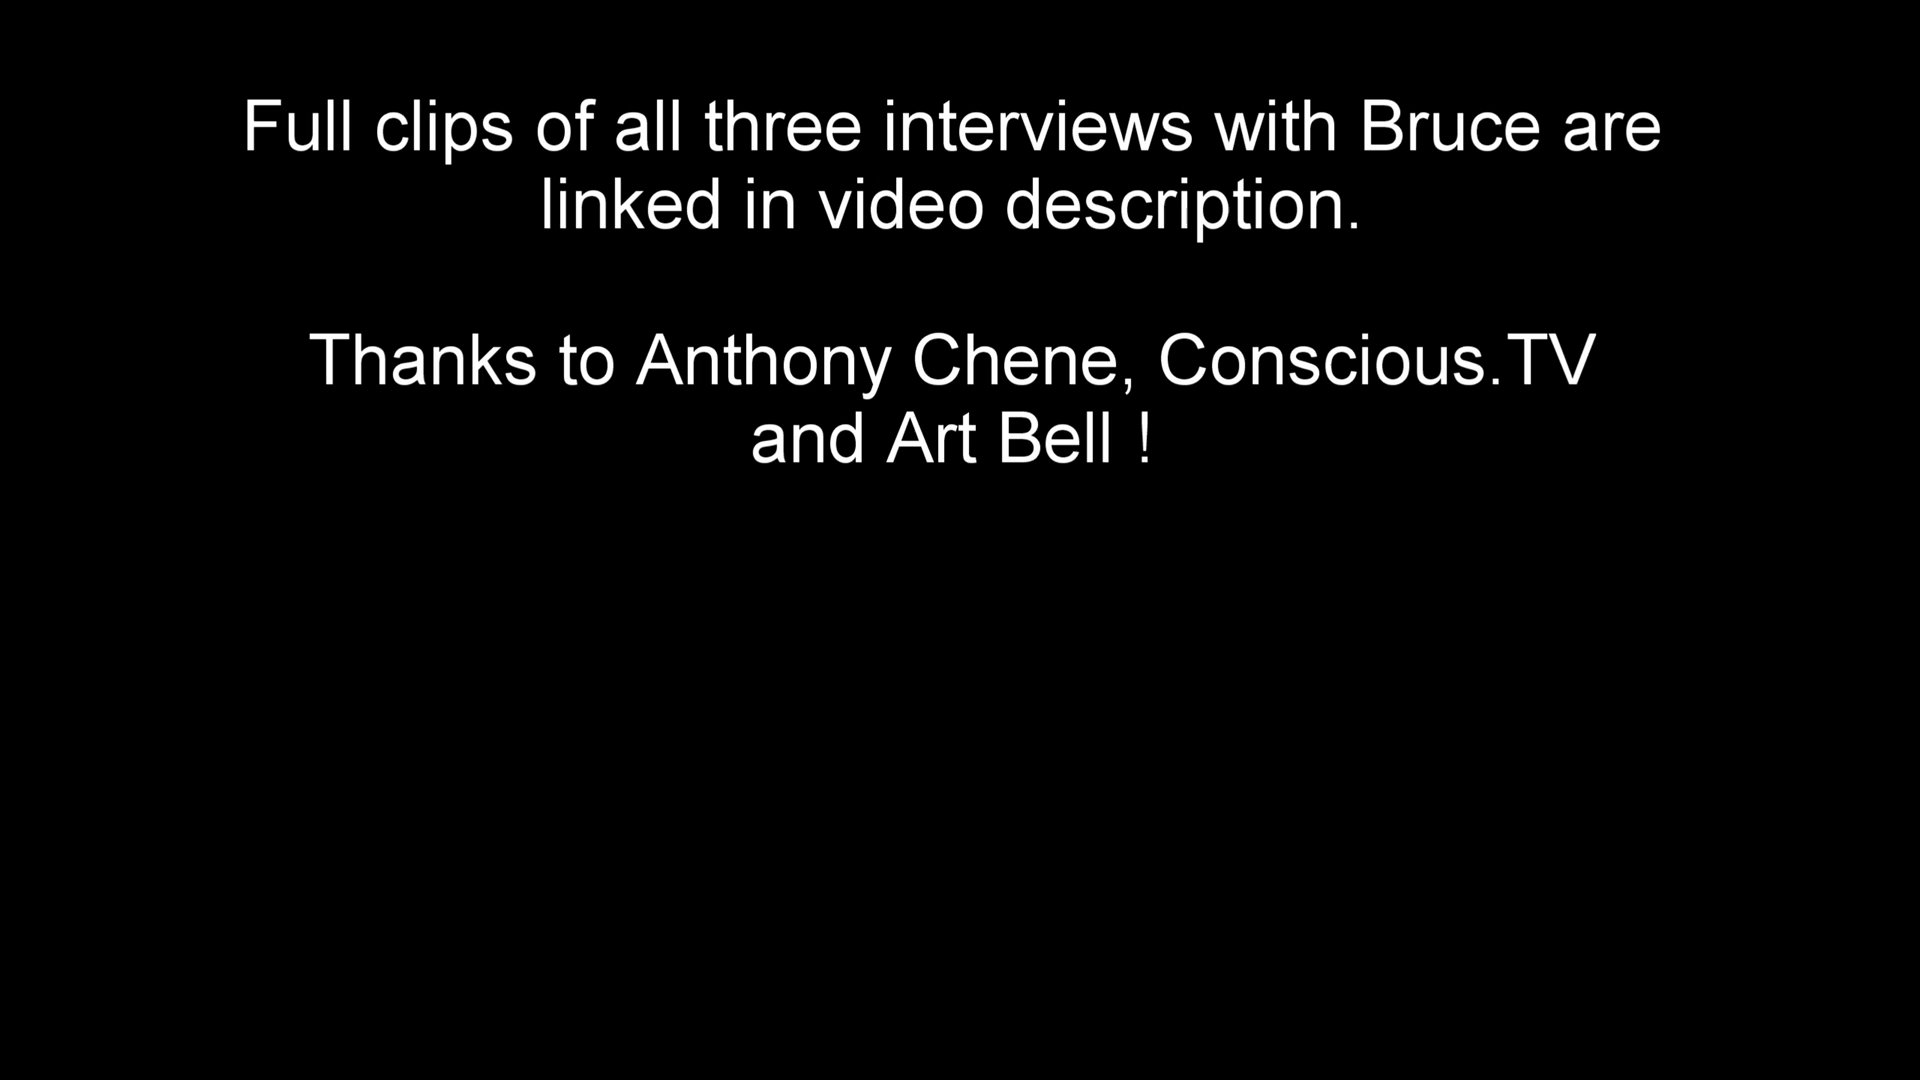 Full clips of all three interviews with Bruce are
linked in video description.
Thanks to Anthony Chene, Conscious.TV
and Art Bell !